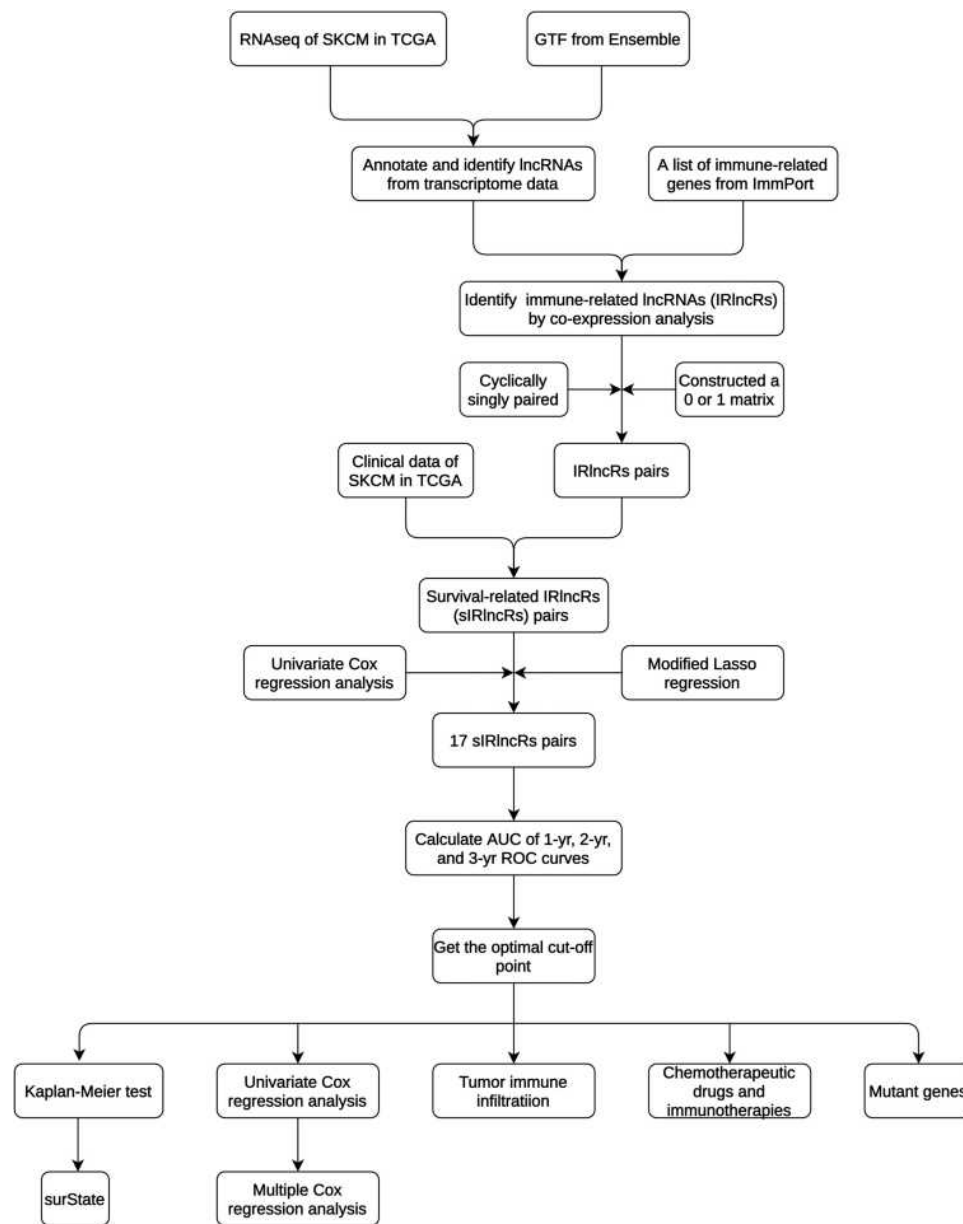 RNAseq of SKCM in TCGA
GTF from Ensemble
Annotate and identify lncRNAs
from transcriptome data
A list of immune-related
genes from ImmPort
Identify immune-related lncRNAs (IRlncRs)
by co-expression analysis
Cyclically
singly paired
Constructed a
0 or 1 matrix
Clinical data of
SKCM in TCGA
IRlncRs pairs
Survival-related IRlncRs
(sIRlncRs) pairs
Univariate Cox
regression analysis
Modified Lasso
regression
17 sIRlncRs pairs
Calculate AUC of 1-yr, 2-yr,
and 3-yr ROC curves
Get the optimal cut-off
point
Kaplan-Meier test
Univariate Cox
regression analysis
Tumor immune
infiltratiion
Chemotherapeutic
drugs and
immunotherapies
Mutant genes
surState
Multiple Cox
regression analysis